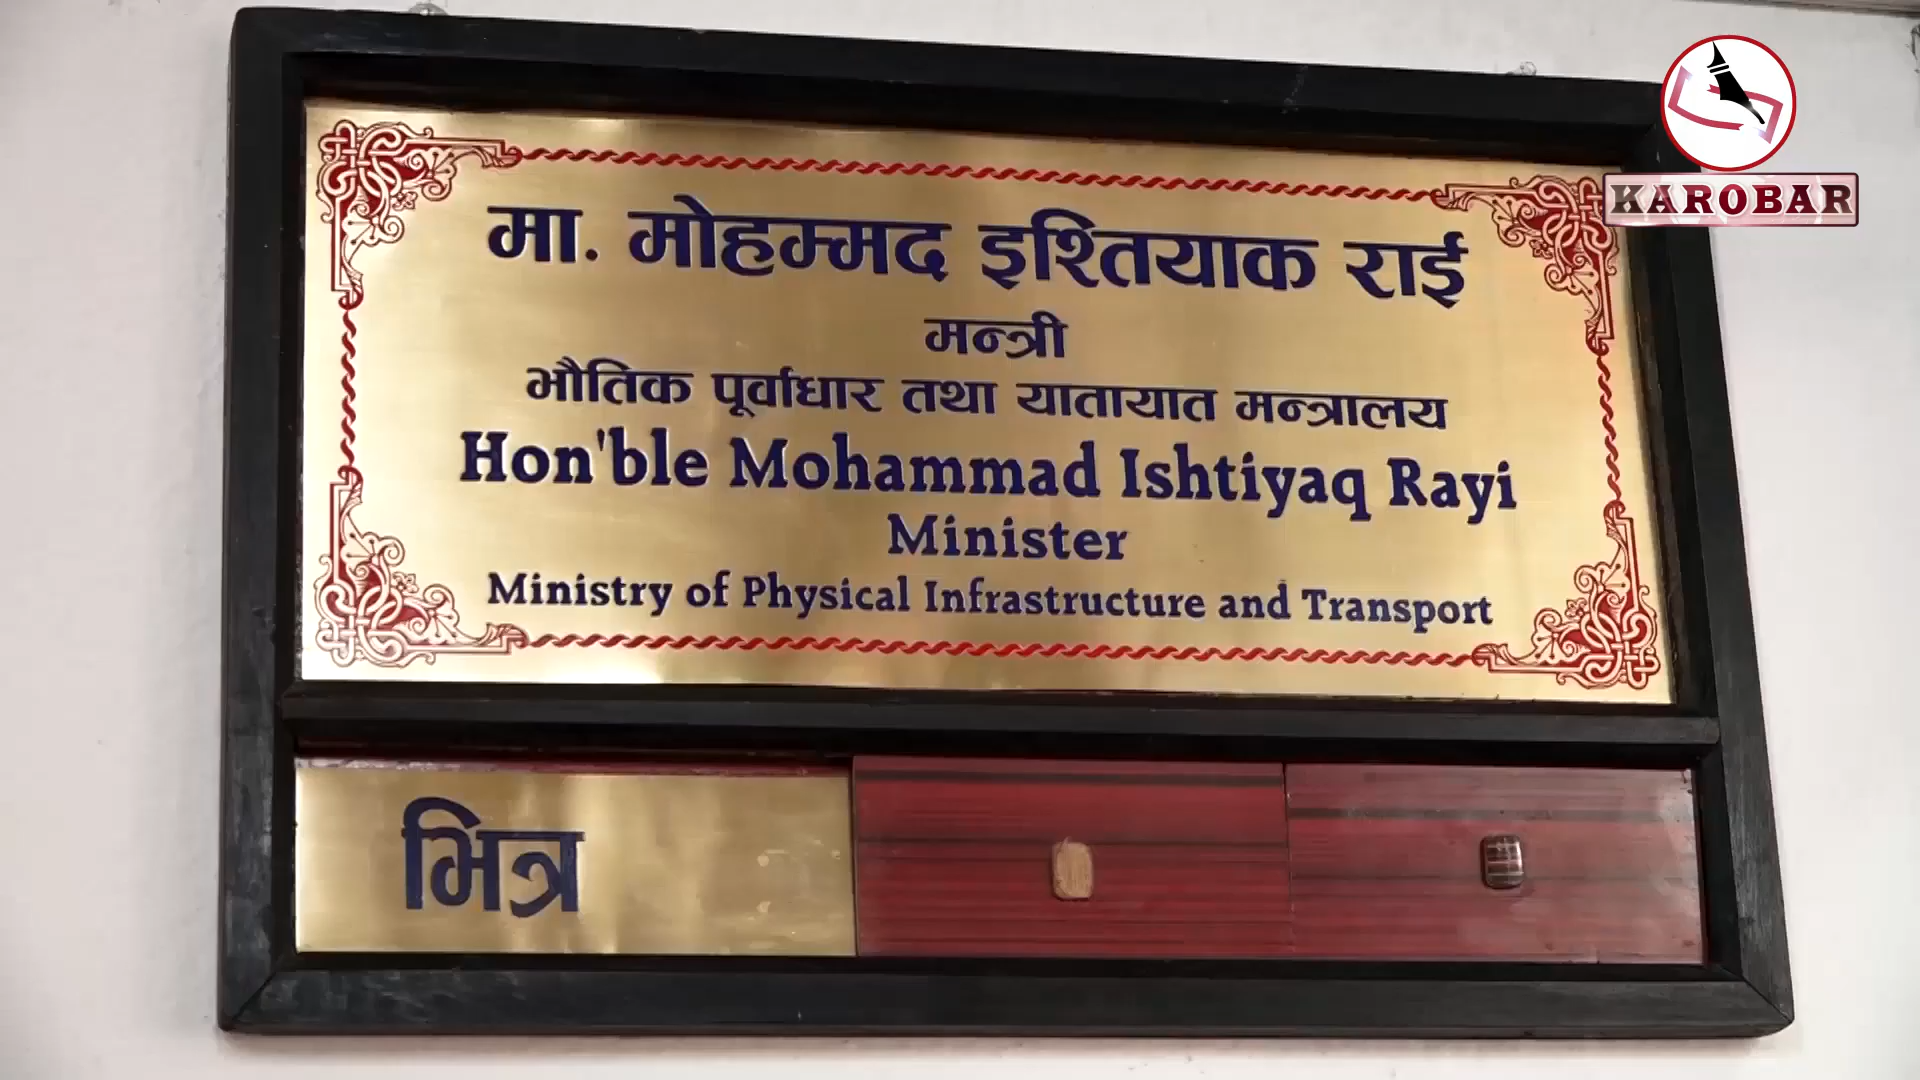 KAROBAR
मा. मोहम्मद इश्तियाक राई
मन्त्री
भौतिक पूर्वाधार तथा यातायात मन्त्रालय
Hon'ble Mohammad Ishtiyaq Rayi
Minister
Ministry of Physical Infrastructure and Transport
भित्र